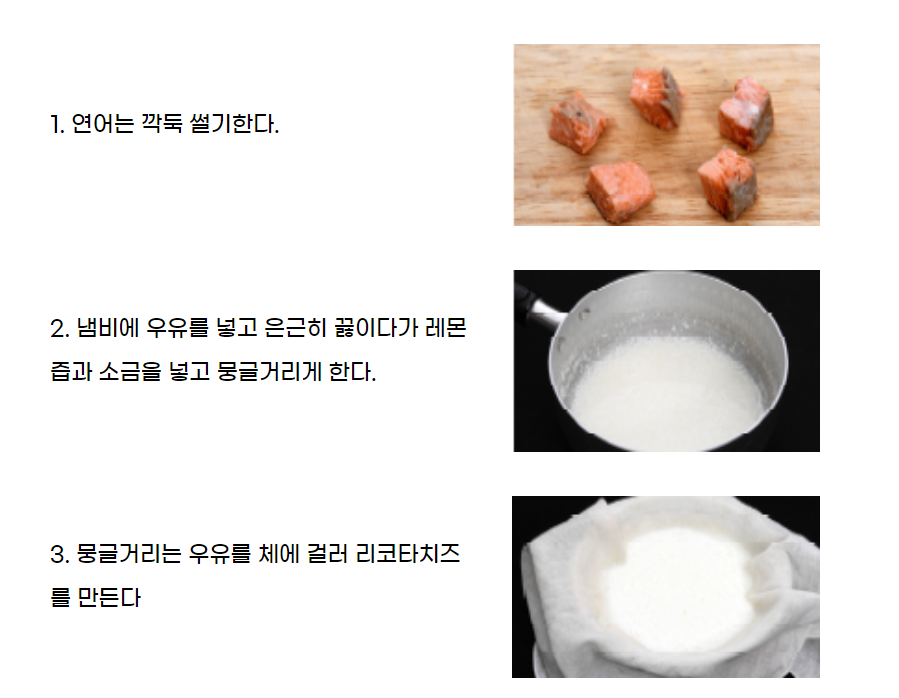 1. 연어는 깍둑 썰기한다.
2. 냄비에 우유를 넣고 은근히 끓이다가 레몬
즙과 소금을 넣고 뭉글거리게 한다.
3. 뭉글거리는 우유를 체에 걸러 리코타치즈
를 만든다